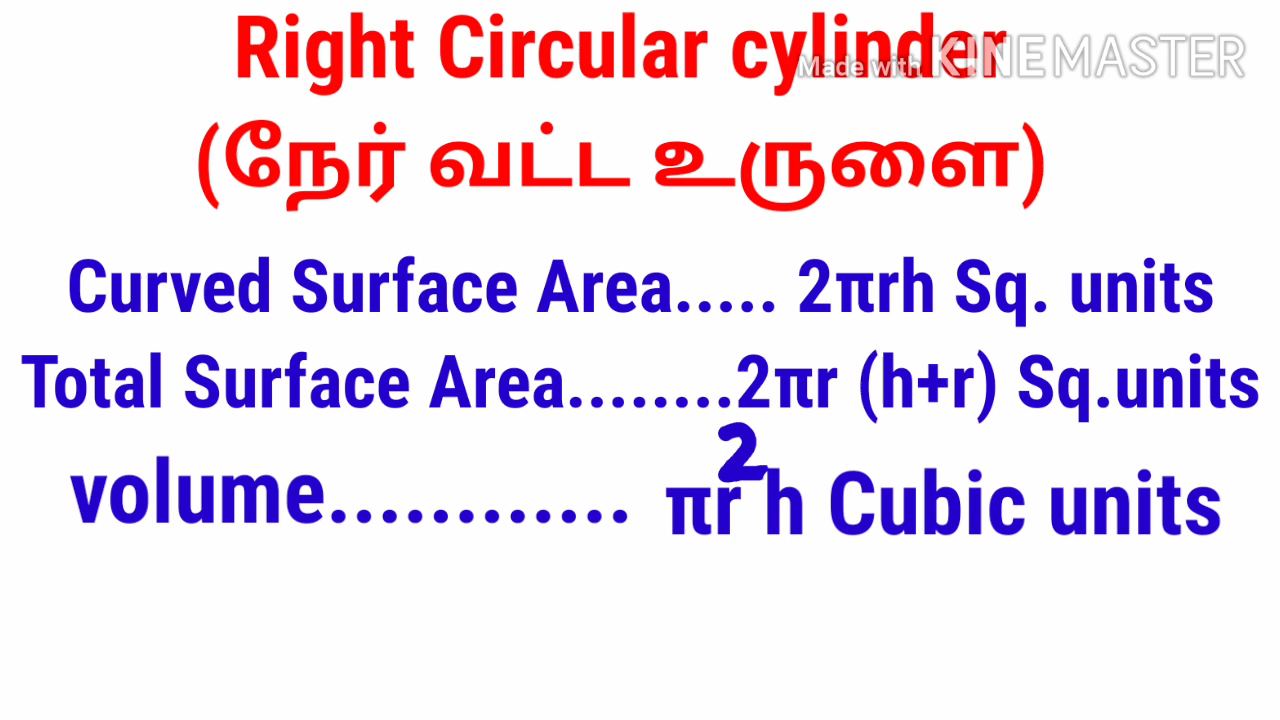 Right Circular cylinder
Made with KINEMASTER
(நேர் வட்ட உருளை)
Curved Surface Area..... 2πrh Sq. units
Total Surface Area........2πr (h+r) Sq.units
volume............ πr²h Cubic units